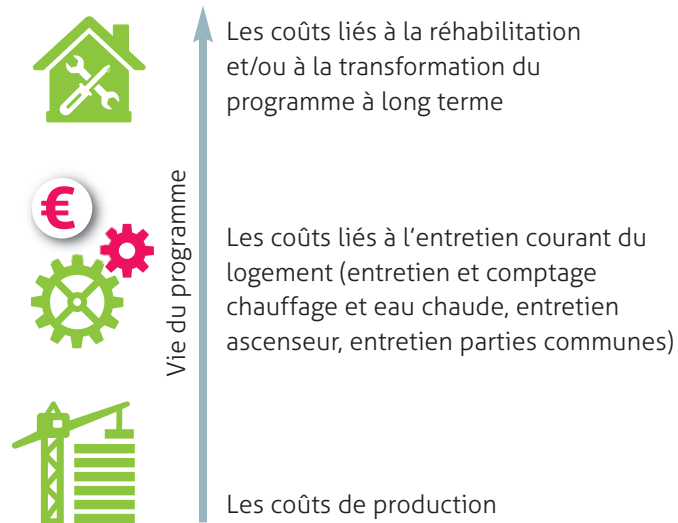 Les coûts liés à la réhabilitation
et/ou à la transformation du
programme à long terme
€
Vie du programme
Les coûts liés à l’entretien courant du
logement (entretien et comptage
chauffage et eau chaude, entretien
ascenseur, entretien parties communes)
Les coûts de production